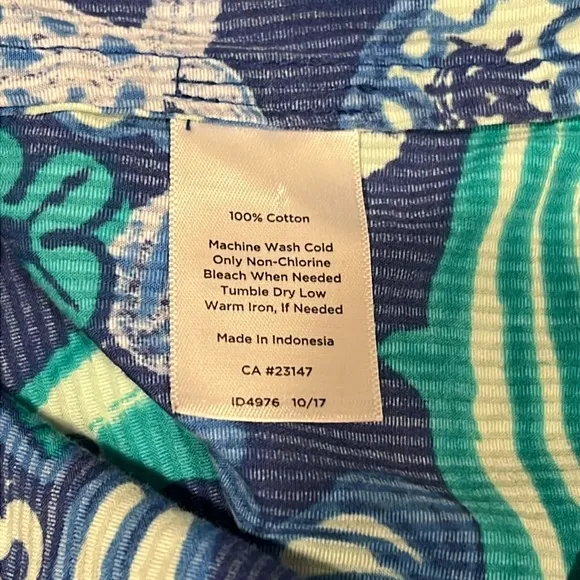 100% Cotton
Machine Wash Cold
Only Non-Chlorine
Bleach When Needed
Tumble Dry Low
Warm Iron, If Needed
Made In Indonesia
CA #23147
ID4976 10/17